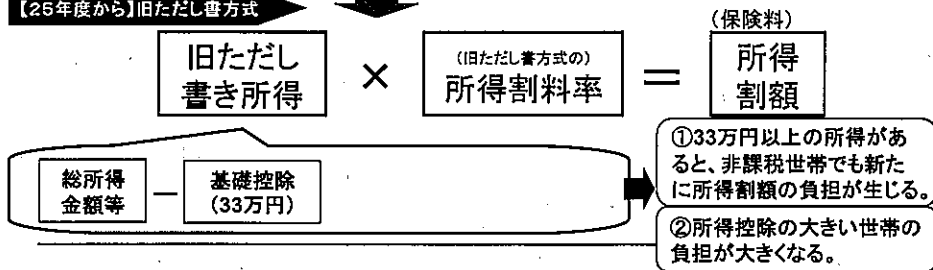 【25年度から】旧ただし書方式
(保険料)
旧ただし
書き所得
×
(旧ただし書方式の)
所得割料率
=
所得
割額
総所得
金額等
−
基礎控除
(33万円)
①33万円以上の所得があ
ると、非課税世帯でも新た
に所得割額の負担が生じる。
②所得控除の大きい世帯の
負担が大きくなる。